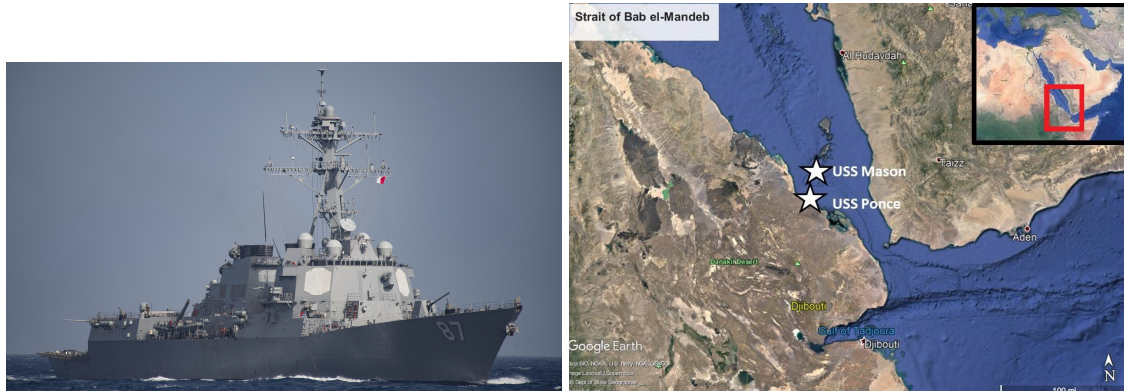 87
Strait of Bab el-Mandeb
Al Hudaydah
Taizz
USS Mason
USS Ponce
Aden
Danakil Desert
Djibouti
Gulf of Tadjoura
Djibouti
Google Earth
N
100 mi